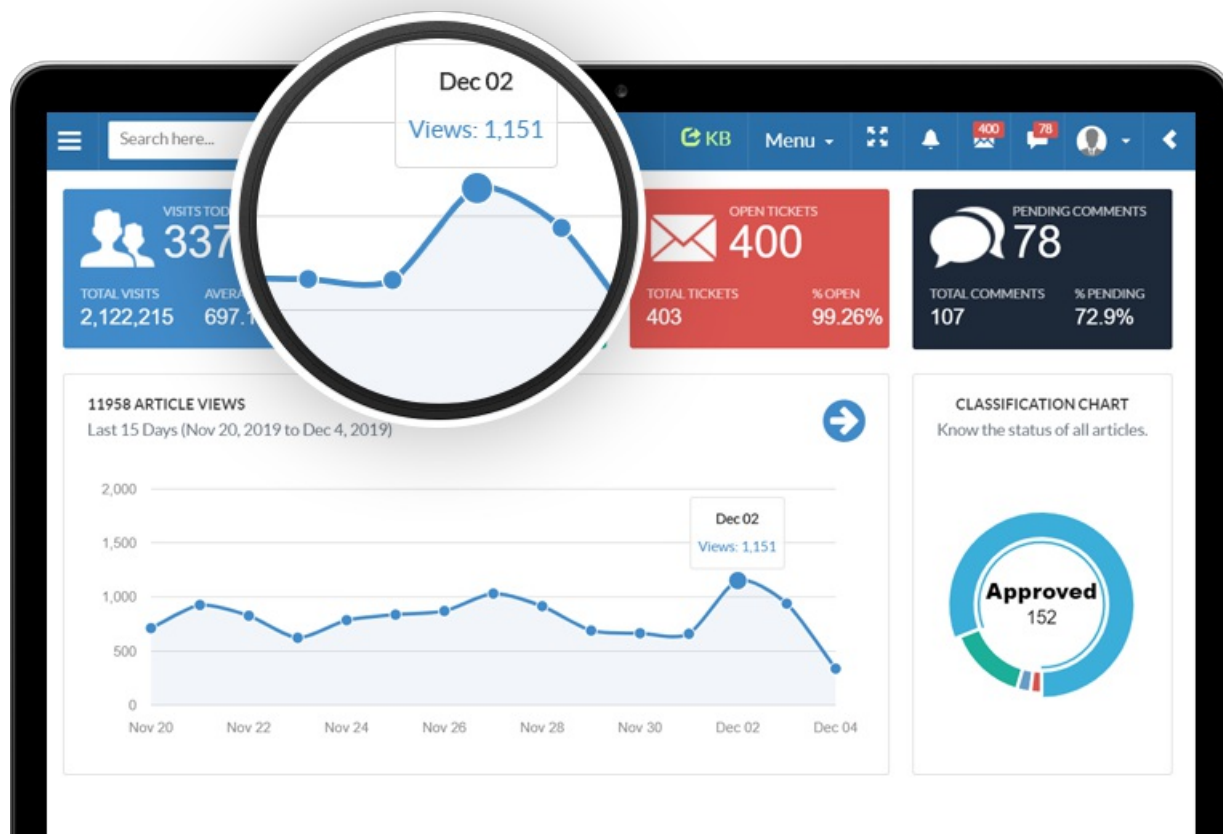 Dec 02
Views: 1,151
Search here...
KB
Menu
400
78
VISITS
337
TOTAL VISITS
2,122,215
697.1
OPEN TICKETS
400
TOTAL TICKETS
% OPEN
403
99.26%
PENDING COMMENTS
78
TOTAL COMMENTS
% PENDING
107
72.9%
11958 ARTICLE VIEWS
Last 15 Days (Nov 20, 2019 to Dec 4, 2019)
CLASSIFICATION CHART
Know the status of all articles.
2,000
1,500
1,000
500
0
Dec 02
Views: 1,151
Nov 20
Nov 22
Nov 24
Nov 26
Nov 28
Nov 30
Dec 02
Dec 04
Approved
152